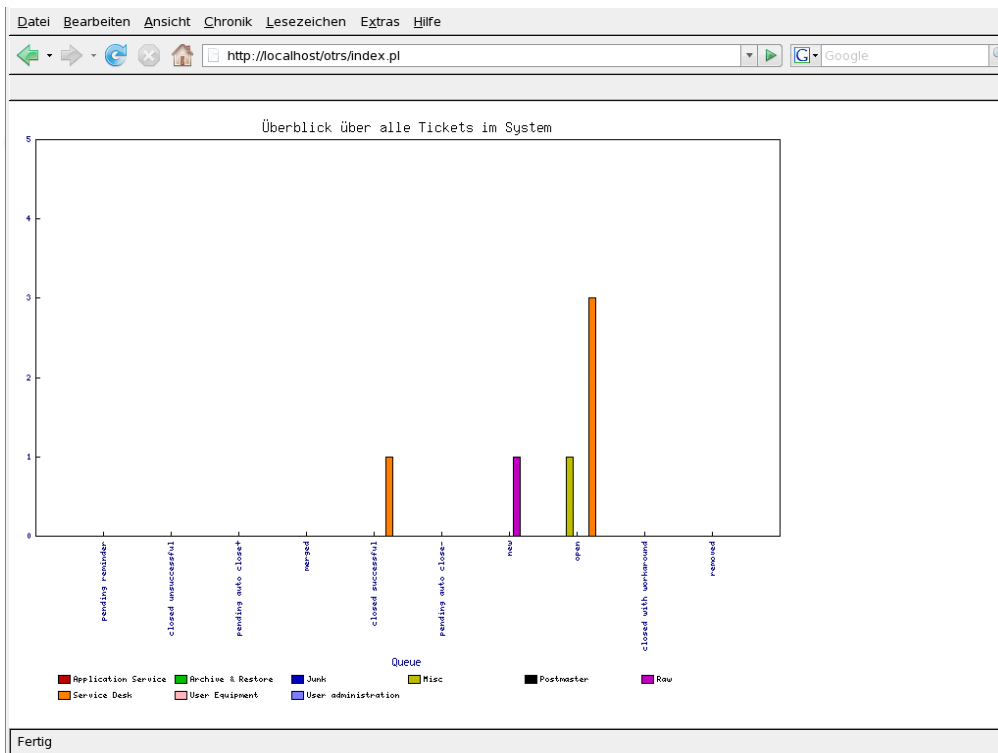 Datei Bearbeiten Ansicht Chronik Lesezeichen Extras Hilfe
http://localhost/otrs/index.pl
G
Google
Überblick über alle Tickets im System
5
4
3
2
1
0
pending reminder
closed unsuccessful
pending auto close+
merged
closed successful
pending auto close-
new
open
closed with workaround
removed
Queue
Application Service Archive & Restore Junk Misc Postmaster Raw
Service Desk User Equipment User administration
Fertig